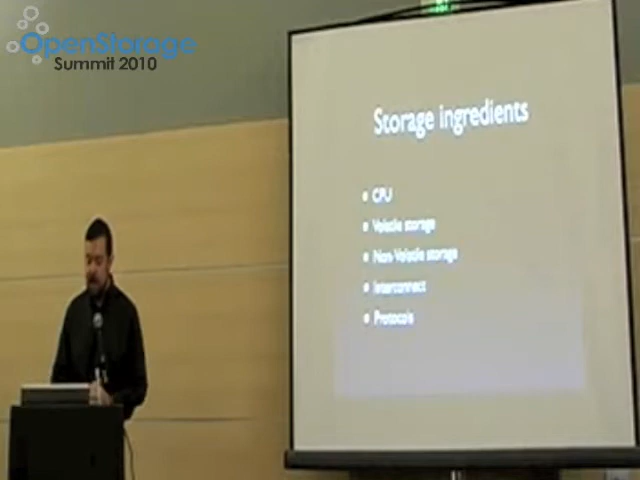 OpenStorage
Summit 2010
Storage ingredients
CPU
Volatile storage
Non-Volatile storage
Interconnect
Protocols